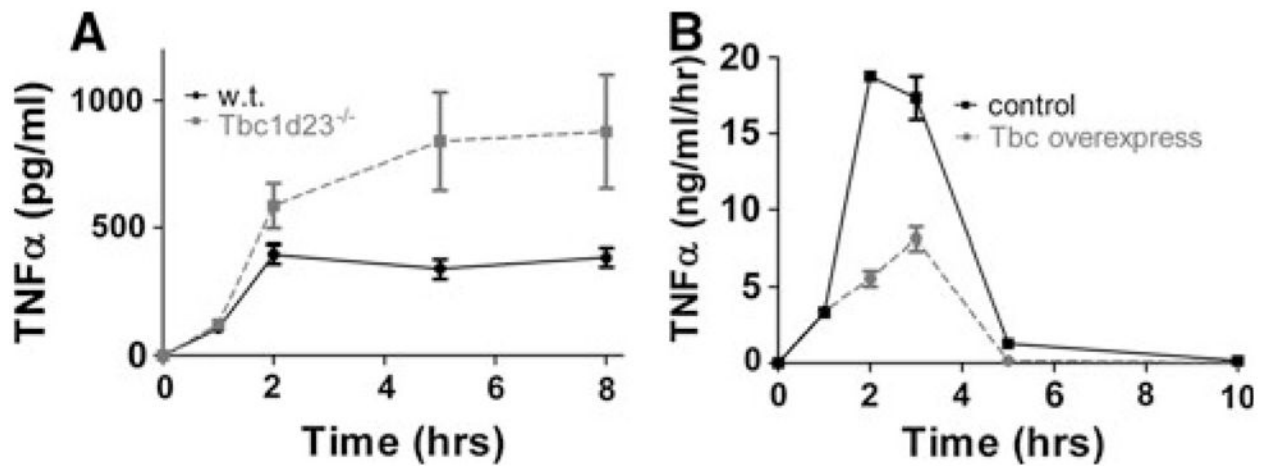 A
TNFα (pg/ml)
1000
500
0
w.t.
Tbc1d23-/-
0 2 4 6 8
Time (hrs)
B
TNFα (ng/ml/hr)
20
15
10
5
0
control
Tbc overexpress
0 2 4 6 8 10
Time (hrs)